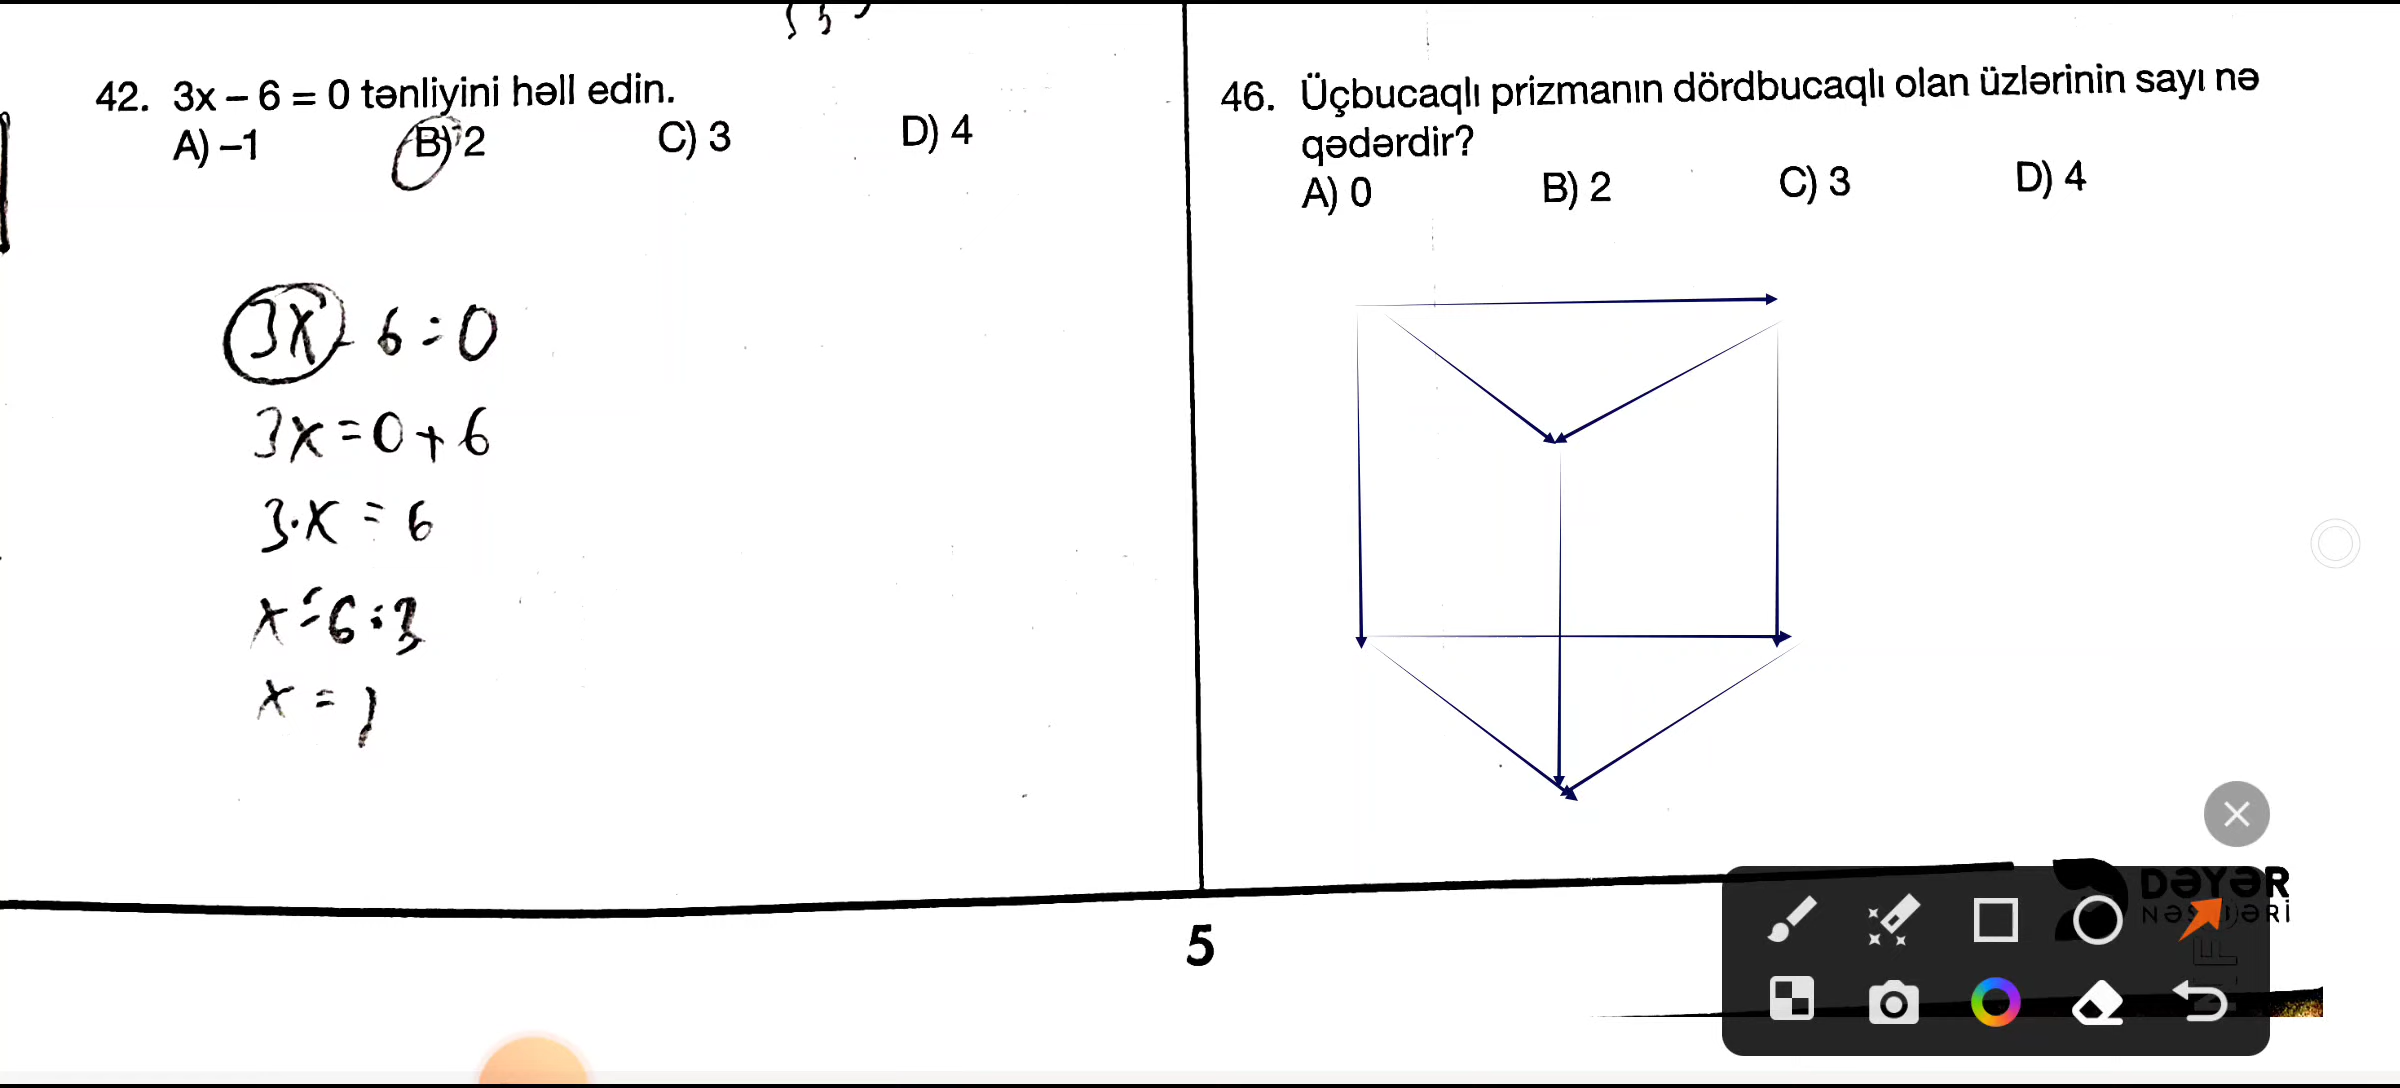 42. 3x – 6 = 0 tənliyini həll edin.
A) –1 B) 2 C) 3 D) 4
3x - 6 = 0
3x = 0 + 6
3·x = 6
x = 6 : 3
x =
46. Üçbucaqlı prizmanın dördbucaqlı olan üzlərinin sayı nə
qədərdir?
A) 0 B) 2 C) 3 D) 4
5
DƏYƏR